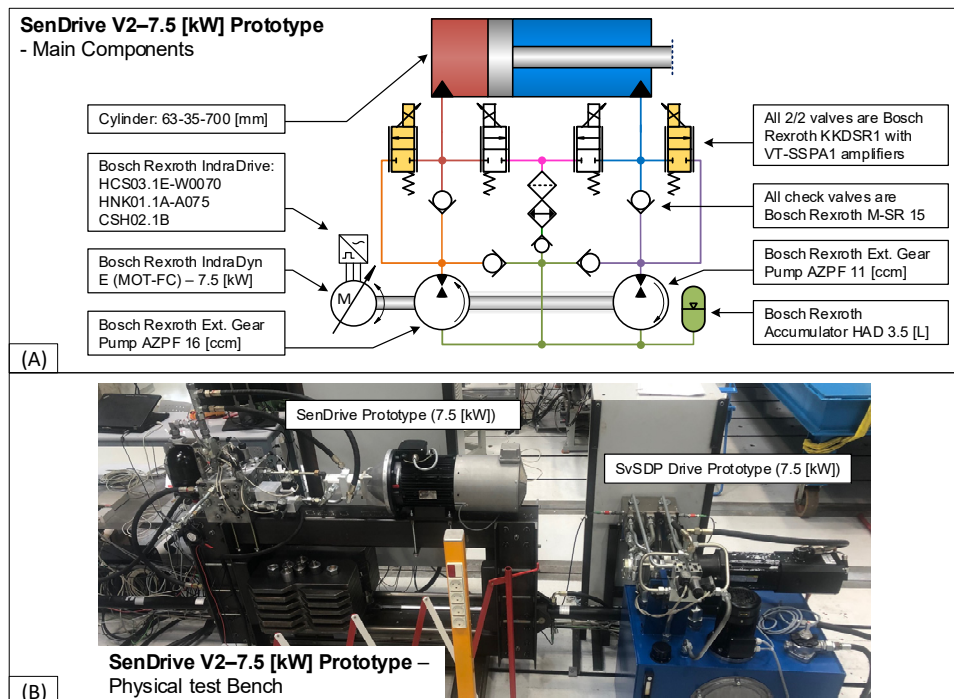 SenDrive V2–7.5 [kW] Prototype
- Main Components
Cylinder: 63-35-700 [mm]
Bosch Rexroth IndraDrive:
HCS03.1E-W0070
HNK01.1A-A075
CSH02.1B
Bosch Rexroth IndraDyn
E (MOT-FC) – 7.5 [kW]
Bosch Rexroth Ext. Gear
Pump AZPF 16 [ccm]
M
All 2/2 valves are Bosch
Rexroth KKDSR1 with
VT-SSPA1 amplifiers
All check valves are
Bosch Rexroth M-SR 15
Bosch Rexroth Ext. Gear
Pump AZPF 11 [ccm]
Bosch Rexroth
Accumulator HAD 3.5 [L]
(A)
SenDrive Prototype (7.5 [kW])
SvSDP Drive Prototype (7.5 [kW])
SenDrive V2–7.5 [kW] Prototype –
Physical test Bench
(B)